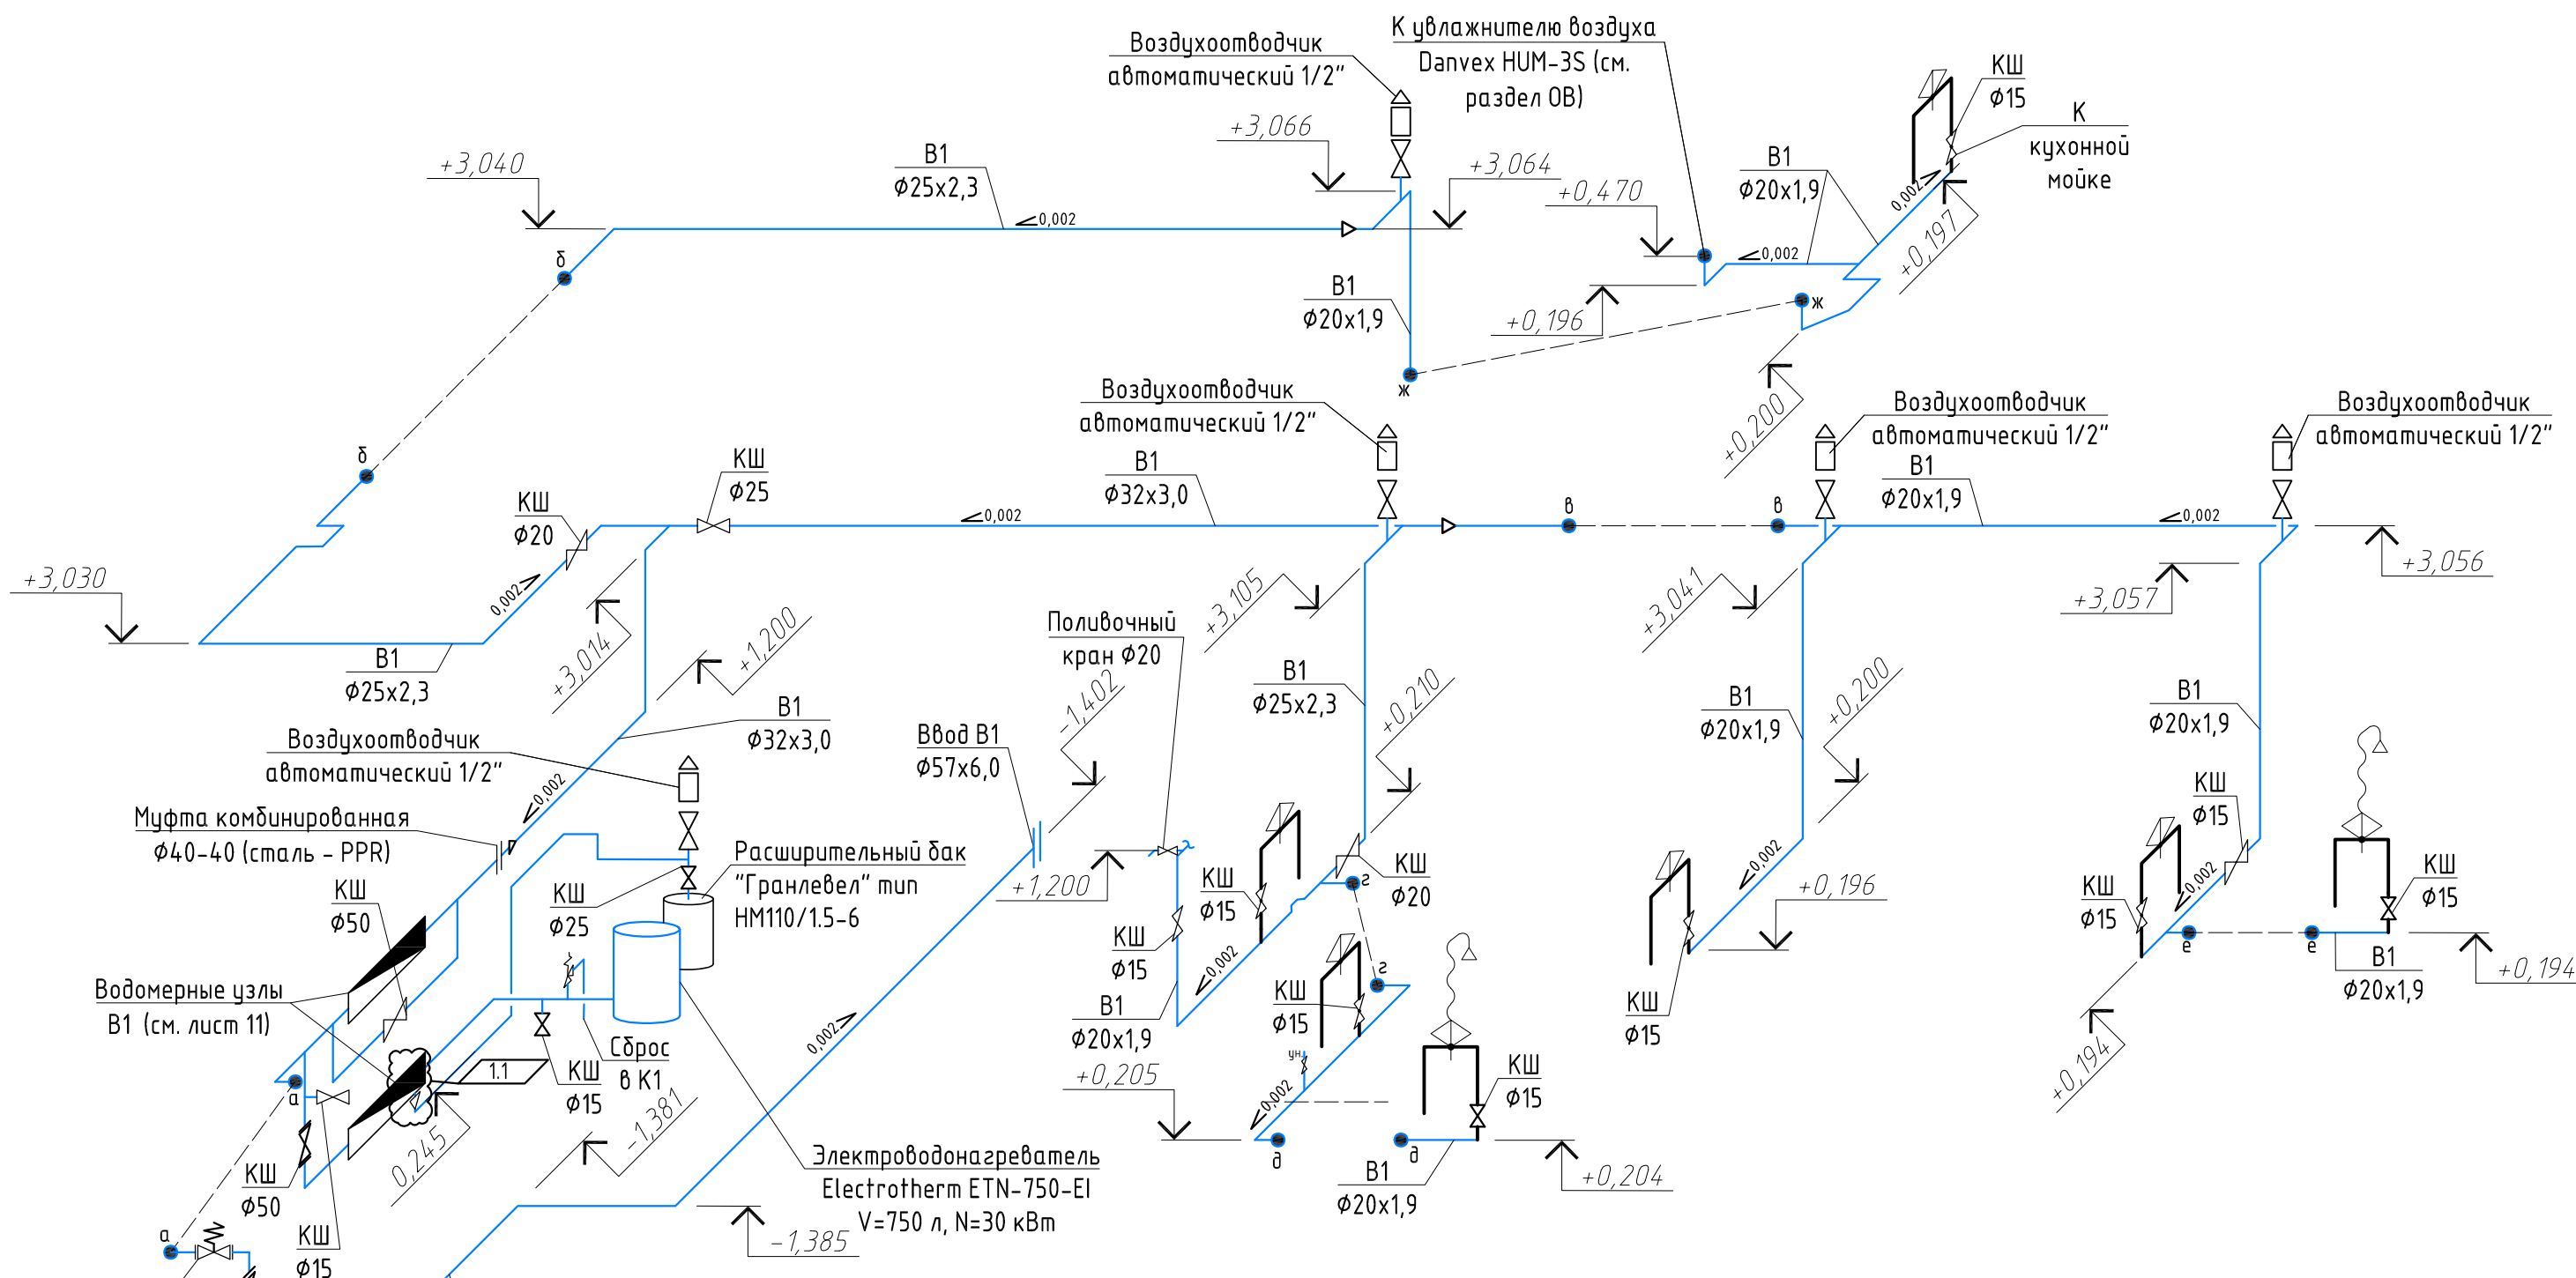 Воздухоотводчик
автоматический 1/2"
К увлажнителю воздуха
Danvex HUM-3S (см.
раздел ОВ)
КШ
Ф15
К
кухонной
мойке
+3,040
В1
Ф25х2,3
0,002
+3,066
+3,064
+0,470
В1
Ф20х1,9
0,002
0,002
+0,197
+0,196
б
В1
Ф20х1,9
ж
ж
+0,200
б
КШ
Ф20
КШ
Ф25
В1
Ф32х3,0
0,002
Воздухоотводчик
автоматический 1/2"
в
в
Воздухоотводчик
автоматический 1/2"
В1
Ф20х1,9
0,002
Воздухоотводчик
автоматический 1/2"
+3,030
0,002
+3,014
+1,200
+3,105
+3,041
+3,057
+3,056
В1
Ф25х2,3
Поливочный
кран Ф20
-1,402
В1
Ф25х2,3
+0,210
В1
Ф20х1,9
+0,200
В1
Ф20х1,9
В1
Ф32х3,0
0,002
Воздухоотводчик
автоматический 1/2"
Ввод В1
Ф57х6,0
Муфта комбинированная
Ф40-40 (сталь - PPR)
г
КШ
Ф50
КШ
Ф25
Расширительный бак
"Гранлевел" тип
НМ110/1.5-6
+1,200
КШ
Ф15
КШ
Ф15
КШ
Ф20
г
0,002
КШ
Ф15
0,002
+0,196
КШ
Ф15
КШ
Ф15
0,002
КШ
Ф15
е
е
В1
Ф20х1,9
+0,194
+0,194
Водомерные узлы
В1 (см. лист 11)
В1
Ф20х1,9
г
КШ
Ф15
ун.
0,002
+0,205
д
д
КШ
Ф15
В1
Ф20х1,9
+0,204
0,002
Сброс
в К1
КШ
Ф15
1.1
0,245
-1,381
а
КШ
Ф50
КШ
Ф15
а
Электроводонагреватель
Electrotherm ETN-750-EI
V=750 л, N=30 кВт
-1,385